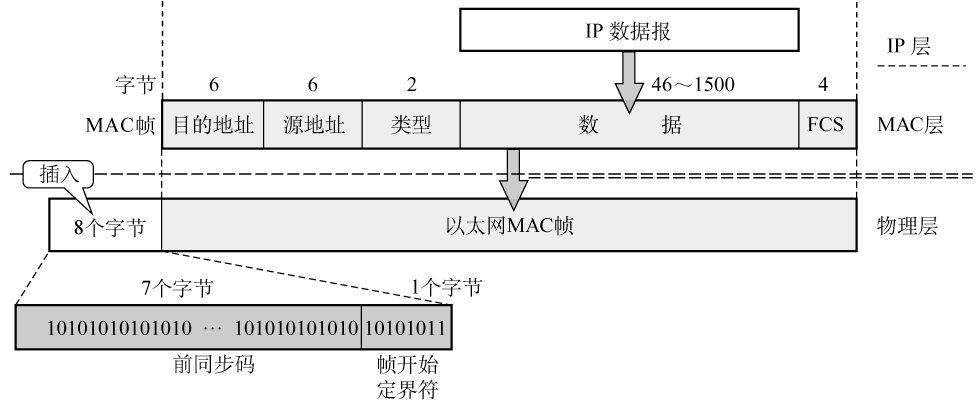 IP 数据报
IP 层
字节 6 6 2 46～1500 4
MAC帧 目的地址 源地址 类型 数 据 FCS MAC层
插入
8个字节 以太网MAC帧 物理层
7个字节 1个字节
10101010101010 ··· 101010101010 10101011
前同步码 帧开始
定界符